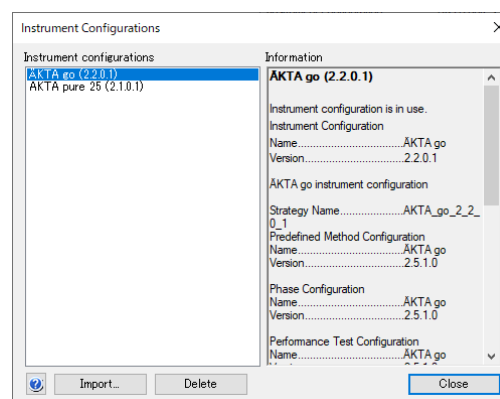 Instrument Configurations
Instrument configurations
ÄKTA go (2.2.0.1)
ÄKTA pure 25 (2.1.0.1)
Information
ÄKTA go (2.2.0.1)
Instrument configuration is in use.
Instrument Configuration
Name..................................ÄKTA go
Version...............................2.2.0.1
ÄKTA go instrument configuration
Strategy Name....................AKTA_go_2_2_
0_1
Predefined Method Configuration
Name..................................ÄKTA go
Version...............................2.5.1.0
Phase Configuration
Name..................................ÄKTA go
Version...............................2.5.1.0
Performance Test Configuration
Name..................................ÄKTA go
Import...
Delete
Close